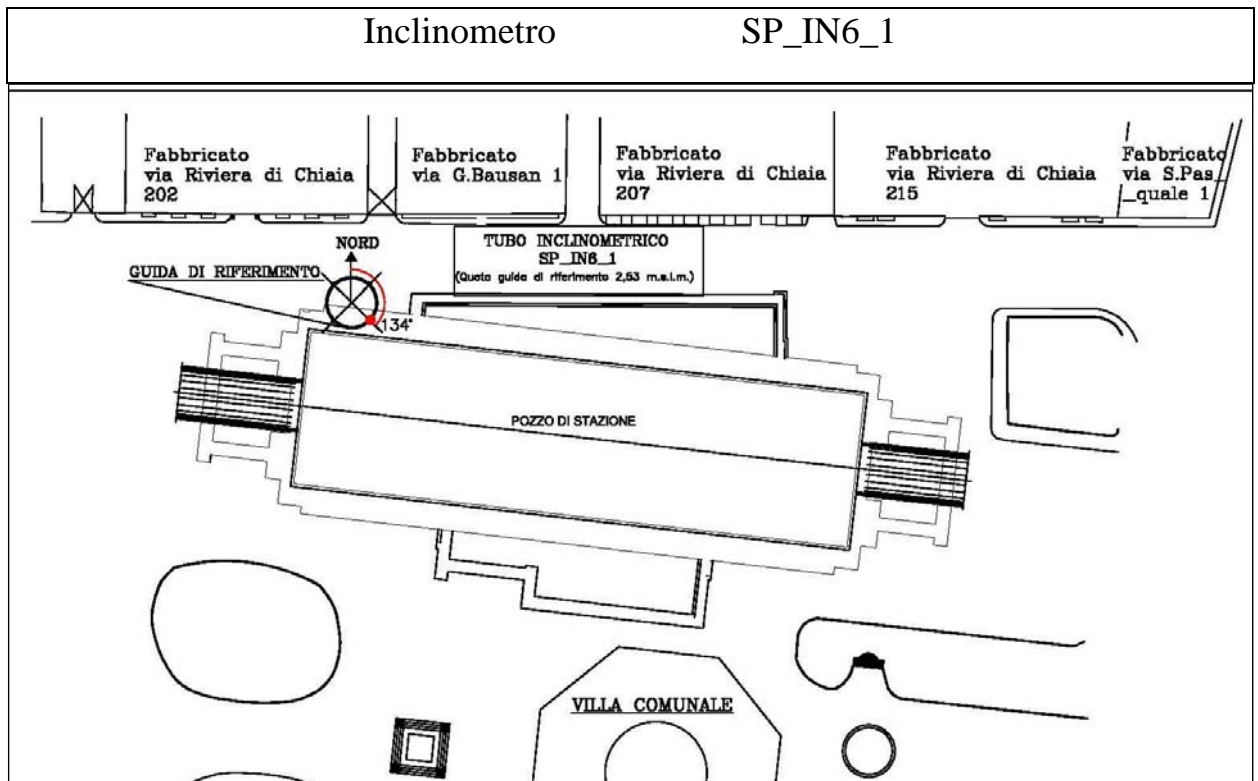 Inclinometro SP_IN6_1
Fabbricato
via Riviera di Chiaia
202
Fabbricato
via G.Bausan 1
Fabbricato
via Riviera di Chiaia
207
Fabbricato
via Riviera di Chiaia
215
Fabbricato
via S.Pas
_quale 1
NORD
GUIDA DI RIFERIMENTO
134°
TUBO INCLINOMETRICO
SP_IN6_1
(Quota guida di riferimento 2,53 m.s.l.m.)
POZZO DI STAZIONE
VILLA COMUNALE